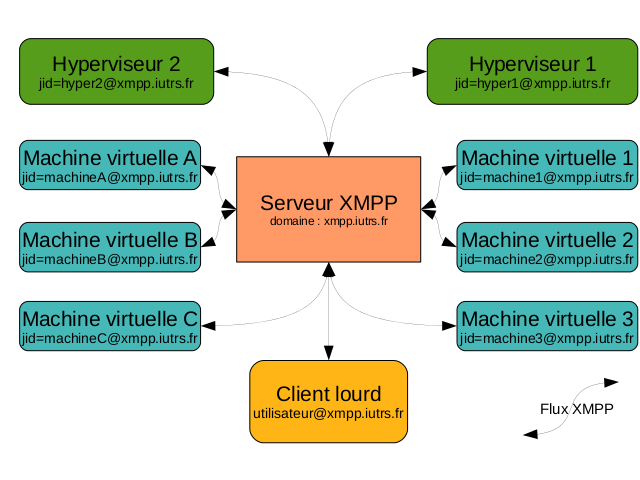 Hyperviseur 2
jid=hyper2@xmpp.iutrs.fr
Hyperviseur 1
jid=hyper1@xmpp.iutrs.fr
Machine virtuelle A
jid=machineA@xmpp.iutrs.fr
Machine virtuelle 1
jid=machine1@xmpp.iutrs.fr
Serveur XMPP
domaine : xmpp.iutrs.fr
Machine virtuelle B
jid=machineB@xmpp.iutrs.fr
Machine virtuelle 2
jid=machine2@xmpp.iutrs.fr
Machine virtuelle C
jid=machineC@xmpp.iutrs.fr
Machine virtuelle 3
jid=machine3@xmpp.iutrs.fr
Client lourd
utilisateur@xmpp.iutrs.fr
Flux XMPP